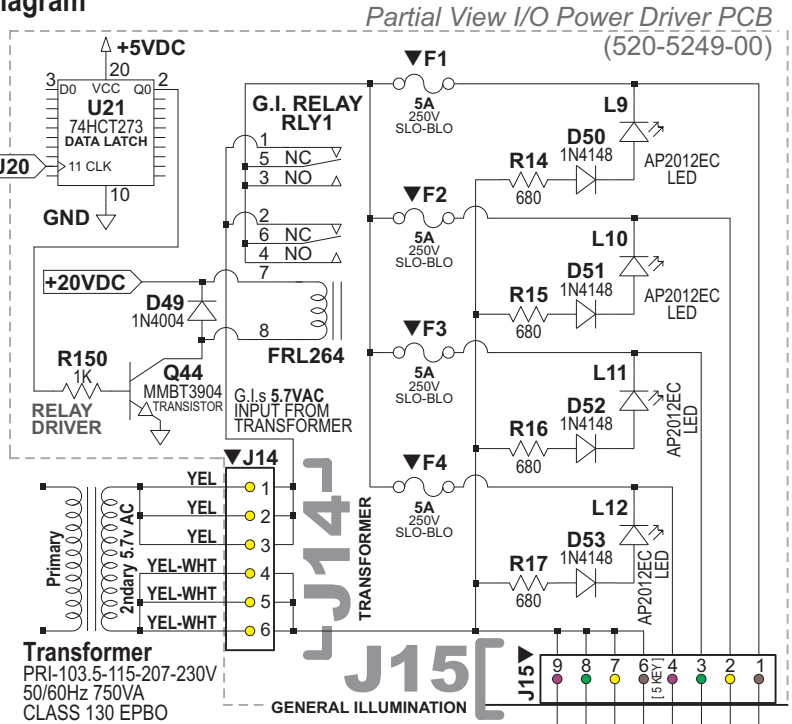 agram
Partial View I/O Power Driver PCB
(520-5249-00)
+5VDC
20
3
D0
VCC
Q0
2
U21
74HCT273
DATA LATCH
J20
11 CLK
10
GND
G.I. RELAY
RLY1
1
5 NC
3 NO
2
6 NC
4 NO
7
8
FRL264
+20VDC
D49
1N4004
R150
1K
RELAY
DRIVER
Q44
MMBT3904
TRANSISTOR
G.I.s 5.7VAC
INPUT FROM
TRANSFORMER
▼F1
5A
250V
SLO-BLO
L9
D50
1N4148
AP2012EC
LED
R14
680
▼F2
5A
250V
SLO-BLO
L10
D51
1N4148
AP2012EC
LED
R15
680
▼F3
5A
250V
SLO-BLO
L11
D52
1N4148
AP2012EC
LED
R16
680
▼F4
5A
250V
SLO-BLO
L12
D53
1N4148
AP2012EC
LED
R17
680
▼J14
YEL 1
YEL 2
YEL 3
YEL-WHT 4
YEL-WHT 5
YEL-WHT 6
J14
TRANSFORMER
Primary
2ndary 5.7v AC
Transformer
PRI-103.5-115-207-230V
50/60Hz 750VA
CLASS 130 EPBO
J15
GENERAL ILLUMINATION
J15▼
9 8 7 6 [5 KEY] 4 3 2 1